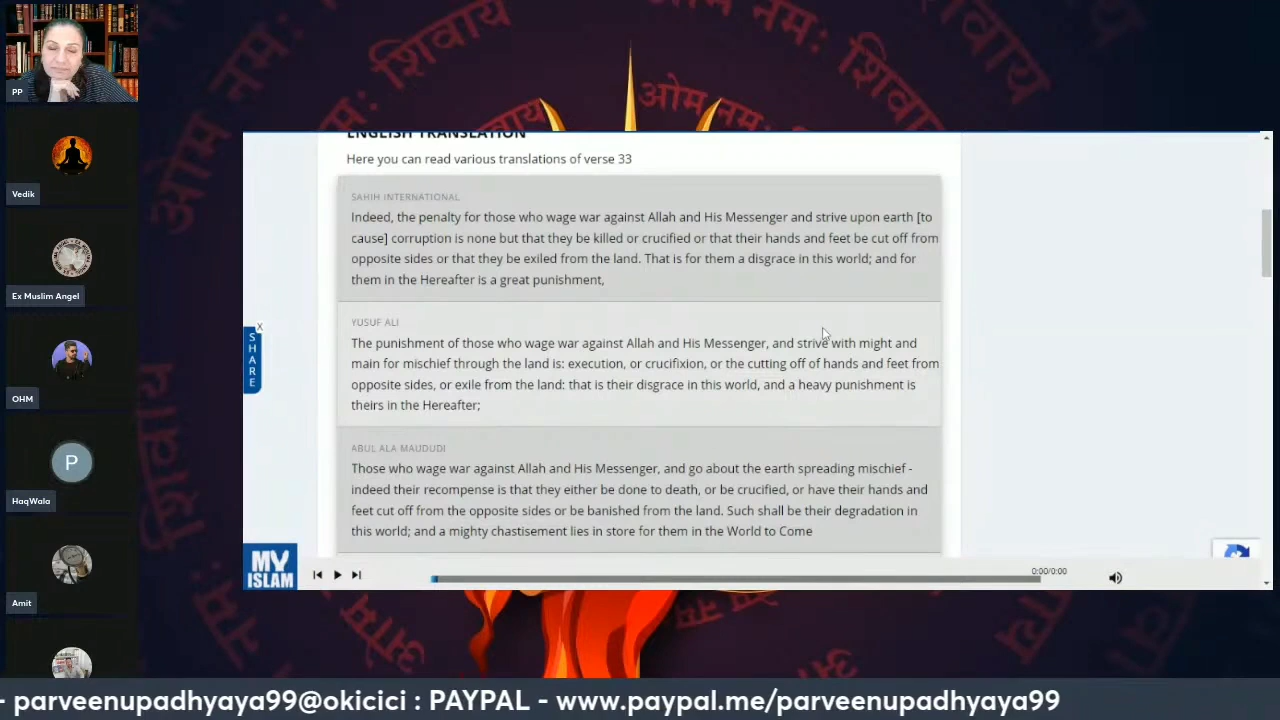 PP
Vedik
Ex Muslim Angel
OHM
P
HaqWala
Amit
शिवाय
ओम नमः
शिवाय
ओम नमः
शिवाय
शिवाय
ENGLISH TRANSLATION
Here you can read various translations of verse 33
SAHIH INTERNATIONAL
Indeed, the penalty for those who wage war against Allah and His Messenger and strive upon earth [to
cause] corruption is none but that they be killed or crucified or that their hands and feet be cut off from
opposite sides or that they be exiled from the land. That is for them a disgrace in this world; and for
them in the Hereafter is a great punishment,
YUSUF ALI
The punishment of those who wage war against Allah and His Messenger, and strive with might and
main for mischief through the land is: execution, or crucifixion, or the cutting off of hands and feet from
opposite sides, or exile from the land: that is their disgrace in this world, and a heavy punishment is
theirs in the Hereafter;
ABUL ALA MAUDUDI
Those who wage war against Allah and His Messenger, and go about the earth spreading mischief -
indeed their recompense is that they either be done to death, or be crucified, or have their hands and
feet cut off from the opposite sides or be banished from the land. Such shall be their degradation in
this world; and a mighty chastisement lies in store for them in the World to Come
X
SHARE
MY
ISLAM
0:00/0:00
- parveenupadhyaya99@okicici : PAYPAL - www.paypal.me/parveenupadhyaya99